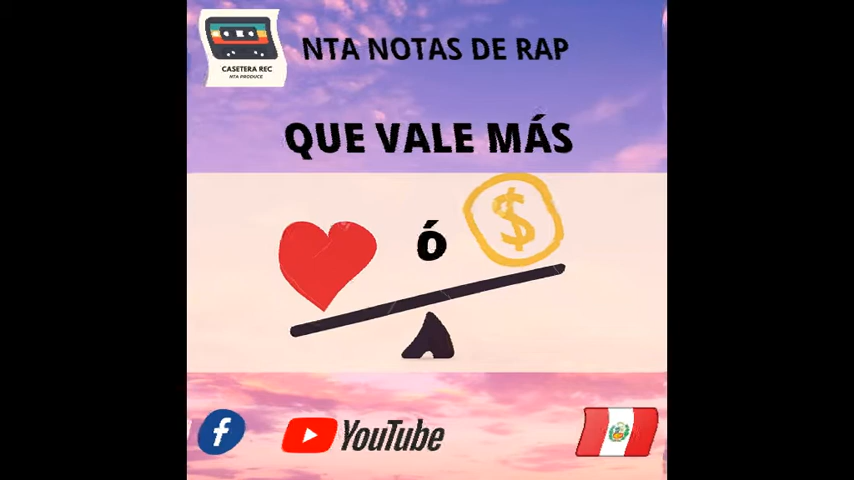 NTA NOTAS DE RAP
CASETERA REC
NTA PRODUCE
QUE VALE MÁS
ó
$
f
YouTube